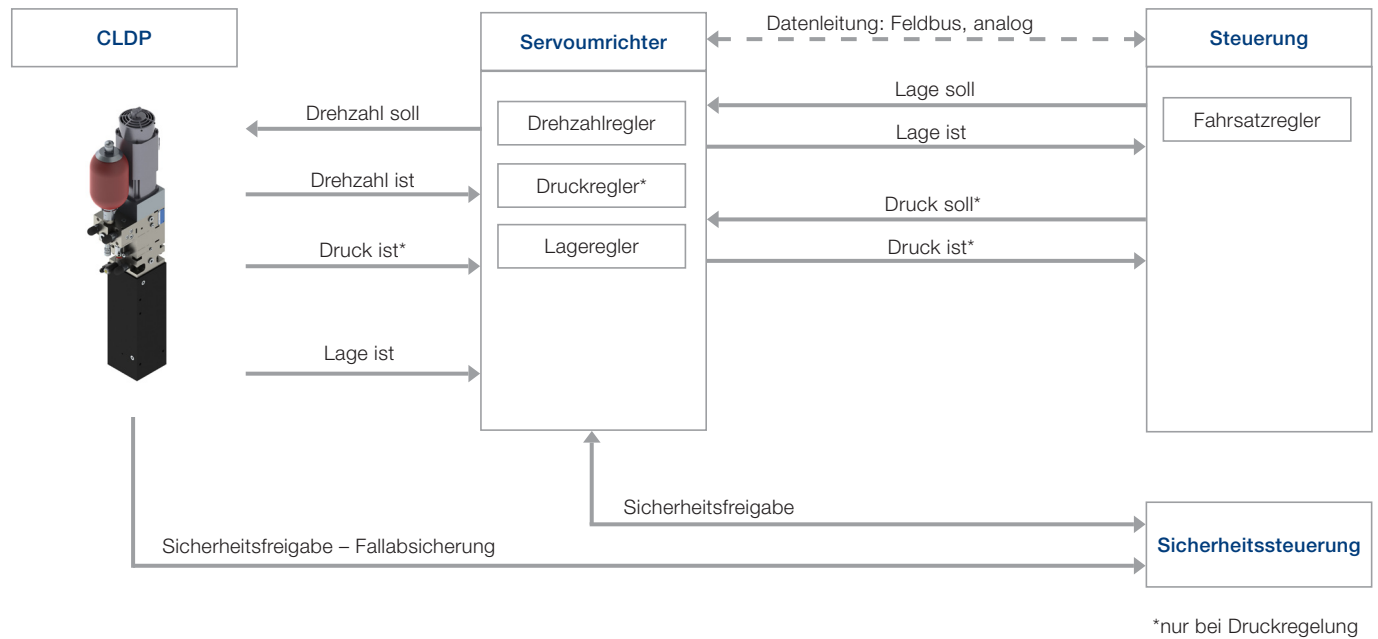 CLDP
Servoumrichter
Datenleitung: Feldbus, analog
Steuerung
Drehzahl soll
Drehzahl ist
Druck ist*
Lage ist
Drehzahlregler
Druckregler*
Lageregler
Lage soll
Lage ist
Druck soll*
Druck ist*
Fahrsatzregler
Sicherheitsfreigabe
Sicherheitsfreigabe – Fallabsicherung
Sicherheitssteuerung
*nur bei Druckregelung